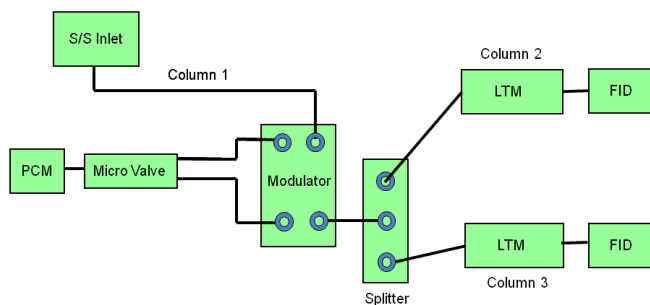 S/S Inlet
Column 1
Column 2
LTM
FID
PCM
Micro Valve
Modulator
LTM
FID
Column 3
Splitter